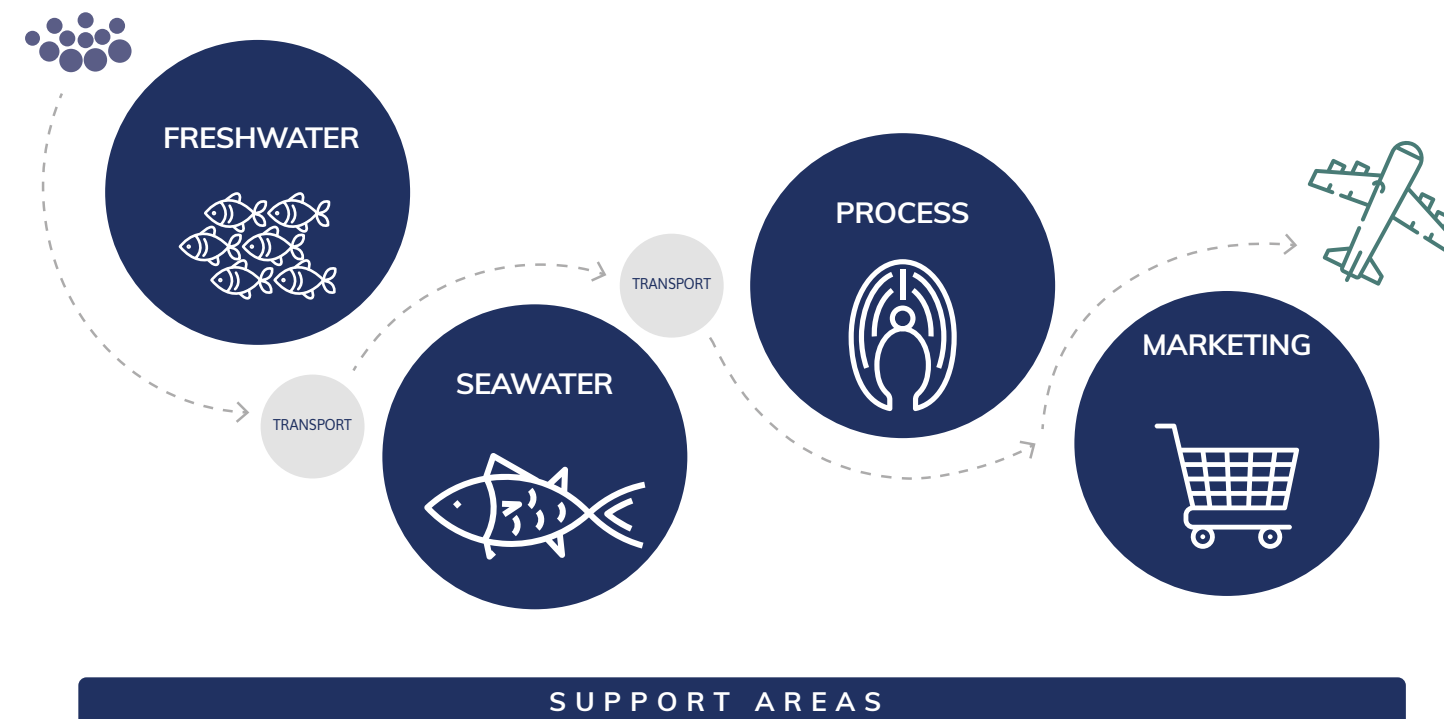 FRESHWATER
TRANSPORT
SEAWATER
TRANSPORT
PROCESS
MARKETING
SUPPORT AREAS